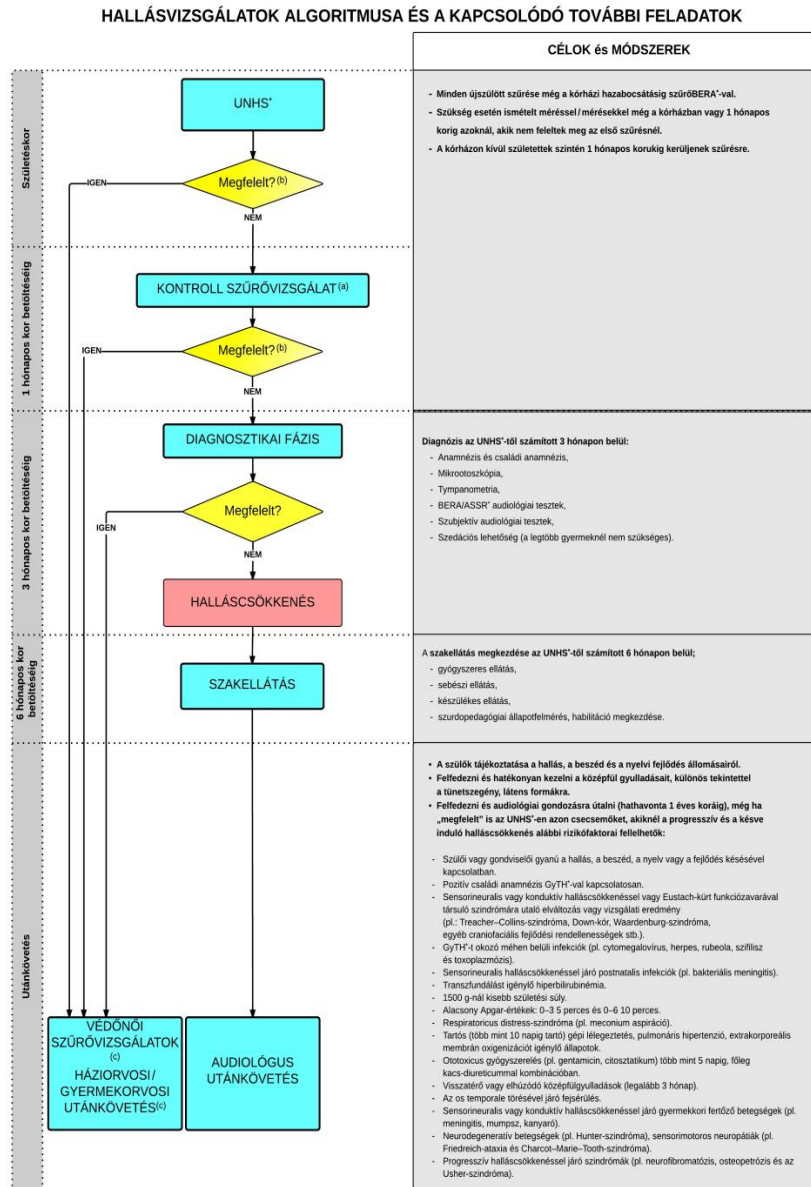 HALLÁSVIZSGÁLATOK ALGORITMUSA ÉS A KAPCSOLÓDÓ TOVÁBBI FELADATOK
CÉLOK és MÓDSZEREK
Születéskor
UNHS*
Megfelelt? (b)
IGEN
NEM
- Minden újszülött szűrése még a kórházi hazabocsátásig szűrőBERA*-val.
- Szükség esetén ismételt méréssel / mérésekkel még a kórházban vagy 1 hónapos
korig azoknál, akik nem feleltek meg az első szűrésnél.
- A kórházon kívül születettek szintén 1 hónapos korukig kerüljenek szűrésre.
1 hónapos kor betöltéséig
KONTROLL SZŰRŐVIZSGÁLAT (a)
Megfelelt? (b)
IGEN
NEM
3 hónapos kor betöltéséig
DIAGNOSZTIKAI FÁZIS
Megfelelt?
IGEN
NEM
HALLÁSCSÖKKENÉS
Diagnózis az UNHS*-től számított 3 hónapon belül:
- Anamnézis és családi anamnézis,
- Mikrootoszkópia,
- Tympanometria,
- BERA/ASSR* audiológiai tesztek,
- Szubjektív audiológiai tesztek,
- Szedációs lehetőség (a legtöbb gyermeknél nem szükséges).
6 hónapos kor
betöltéséig
SZAKELLÁTÁS
A szakellátás megkezdése az UNHS*-től számított 6 hónapon belül;
- gyógyszeres ellátás,
- sebészi ellátás,
- készülékes ellátás,
- szurdopedagógiai állapotfelmérés, habilitáció megkezdése.
Utánkövetés
VÉDŐNŐI
SZŰRŐVIZSGÁLATOK
(c)
HÁZIORVOSI /
GYERMEKORVOSI
UTÁNKÖVETÉS(c)
AUDIOLÓGUS
UTÁNKÖVETÉS
• A szülők tájékoztatása a hallás, a beszéd és a nyelvi fejlődés állomásairól.
• Felfedezni és hatékonyan kezelni a középfül gyulladásait, különös tekintettel
a tünetszegény, látens formákra.
• Felfedezni és audiológiai gondozásra útalni (hathavonta 1 éves koráig), még ha
„megfelelt” is az UNHS*-en azon csecsemőket, akiknél a progresszív és a késve
induló halláscsökkenés alábbi rizikófaktorai fellelhetők:
- Szülői vagy gondviselői gyanú a hallás, a beszéd, a nyelv vagy a fejlődés késésével
kapcsolatban.
- Pozitív családi anamnézis GyTH*-val kapcsolatosan.
- Sensorineuralis vagy konduktív halláscsökkenéssel vagy Eustach-kürt funkciózavarával
társuló szindrómára utaló elváltozás vagy vizsgálati eredmény
(pl.: Treacher–Collins-szindróma, Down-kór, Waardenburg-szindróma,
egyéb craniofaciális fejlődési rendellenességek stb.).
- GyTH*-t okozó méhen belüli infekciók (pl. cytomegalovírus, herpes, rubeola, szifilisz
és toxoplazmózis).
- Sensorineuralis halláscsökkenéssel járó postnatalis infekciók (pl. bakteriális meningitis).
- Transzfundálást igénylő hiperbilirubinémia.
- 1500 g-nál kisebb születési súly.
- Alacsony Apgar-értékek: 0–3 5 perces és 0–6 10 perces.
- Respiratoricus distress-szindróma (pl. meconium aspiráció).
- Tartós (több mint 10 napig tartó) gépi lélegeztetés, pulmonáris hipertenzió, extrakorporeális
membrán oxigenizációt igénylő állapotok.
- Ototoxicus gyógyszerelés (pl. gentamicin, citosztatikum) több mint 5 napig, főleg
kacs-diureticummal kombinációban.
- Visszatérő vagy elhúzódó középfülgyulladások (legalább 3 hónap).
- Az os temporale törésével járó fejsérülés.
- Sensorineuralis vagy konduktív halláscsökkenéssel járó gyermekkori fertőző betegségek (pl.
meningitis, mumpsz, kanyaró).
- Neurodegeneratív betegségek (pl. Hunter-szindróma), sensorimotoros neuropátiák (pl.
Friedreich-ataxia és Charcot–Marie–Tooth-szindróma).
- Progresszív halláscsökkenéssel járó szindrómák (pl. neurofibromatózis, osteopetrózis és az
Usher-szindróma).